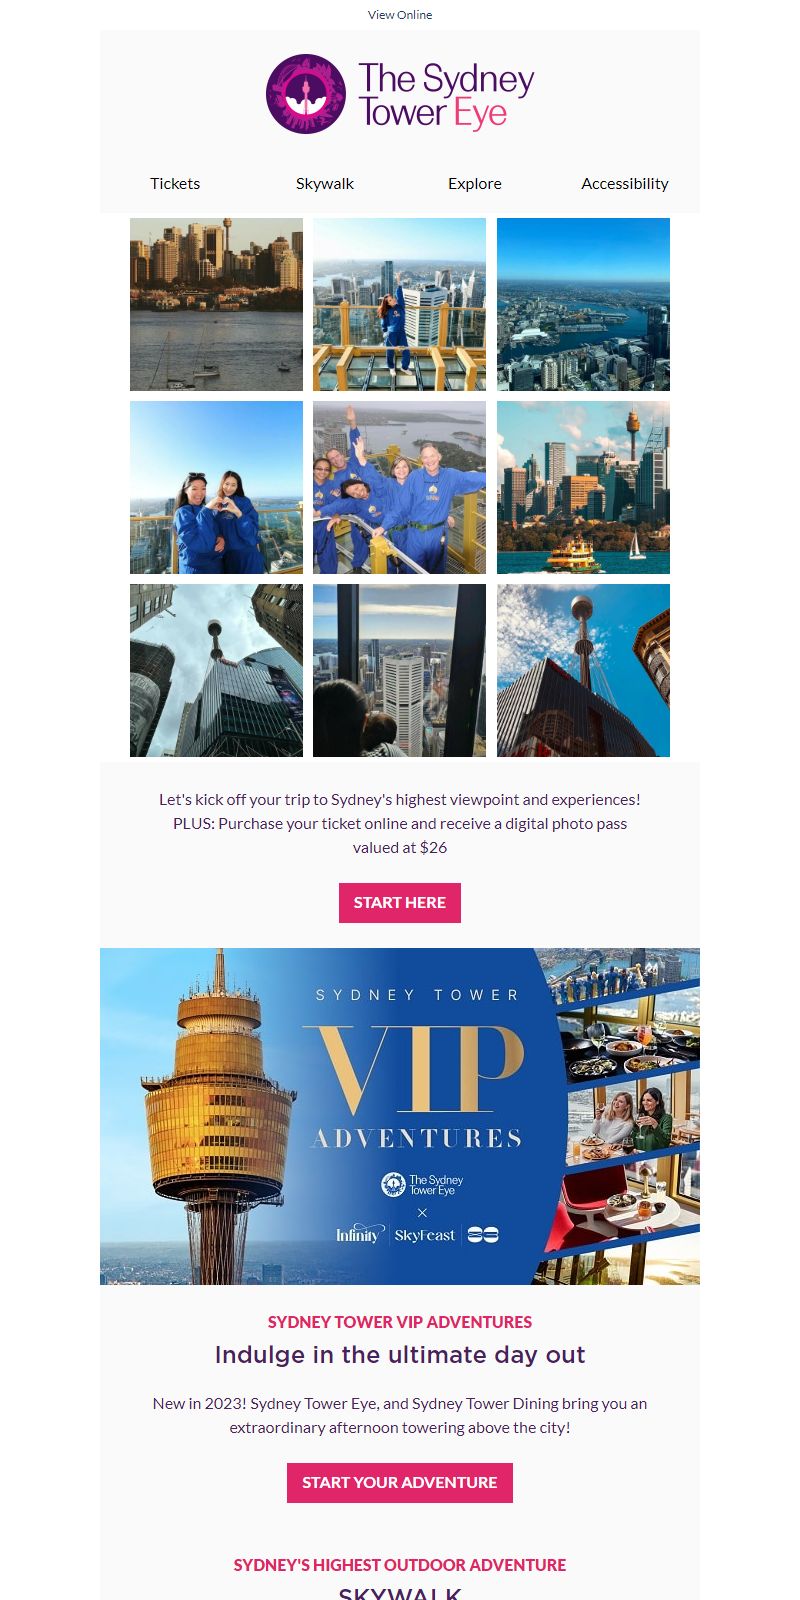 View Online
The Sydney
Tower Eye
Tickets
Skywalk
Explore
Accessibility
Let's kick off your trip to Sydney's highest viewpoint and experiences!
PLUS: Purchase your ticket online and receive a digital photo pass
valued at $26
START HERE
SYDNEY TOWER
VIP
ADVENTURES
The Sydney
Tower Eye
×
Infinity | SkyFeast |
SYDNEY TOWER VIP ADVENTURES
Indulge in the ultimate day out
New in 2023! Sydney Tower Eye, and Sydney Tower Dining bring you an
extraordinary afternoon towering above the city!
START YOUR ADVENTURE
SYDNEY'S HIGHEST OUTDOOR ADVENTURE
SKYWALK